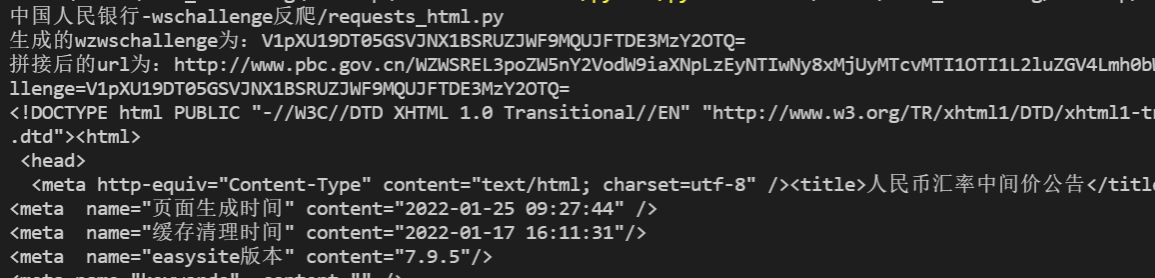 中国人民银行-wschallenge反爬/requests_html.py
生成的wzwschallenge为：V1pXU19DT05GSVJNX1BSRUZJWF9MQUJFTDE3MzY2OTQ=
拼接后的url为：http://www.pbc.gov.cn/WZWSREL3poZW5nY2VodW9iaXNpLzEyNTIwNy8xMjUyMTcvMTI1OTI1L2luZGV4Lmh0bW
llenge=V1pXU19DT05GSVJNX1BSRUZJWF9MQUJFTDE3MzY2OTQ=
<!DOCTYPE html PUBLIC "-//W3C//DTD XHTML 1.0 Transitional//EN" "http://www.w3.org/TR/xhtml1/DTD/xhtml1-tr
.dtd"><html>
<head>
<meta http-equiv="Content-Type" content="text/html; charset=utf-8" /><title>人民币汇率中间价公告</titl
<meta  name="页面生成时间" content="2022-01-25 09:27:44" />
<meta  name="缓存清理时间" content="2022-01-17 16:11:31"/>
<meta  name="easysite版本" content="7.9.5"/>